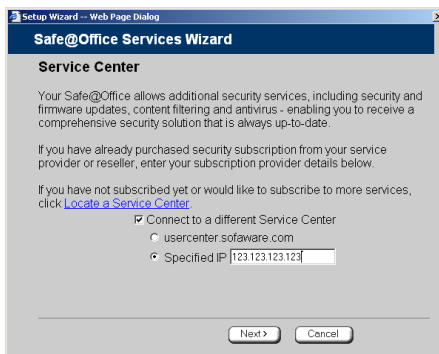 Setup Wizard -- Web Page Dialog
Safe@Office Services Wizard
Service Center
Your Safe@Office allows additional security services, including security and
firmware updates, content filtering and antivirus - enabling you to receive a
comprehensive security solution that is always up-to-date.
If you have already purchased security subscription from your service
provider or reseller, enter your subscription provider details below.
If you have not subscribed yet or would like to subscribe to more services,
click Locate a Service Center.
Connect to a different Service Center
usercenter.sofaware.com
Specified IP 123.123.123.123
Next > Cancel